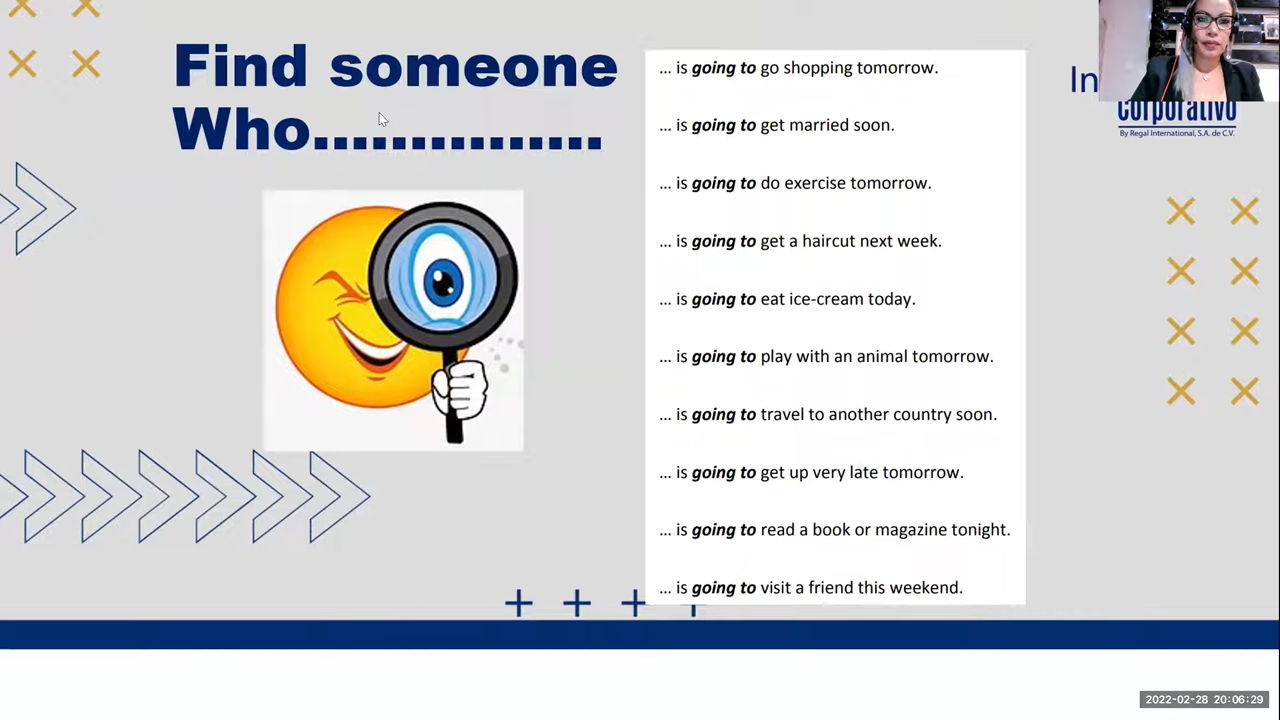 Find someone
Who..............
... is going to go shopping tomorrow.
... is going to get married soon.
... is going to do exercise tomorrow.
... is going to get a haircut next week.
... is going to eat ice-cream today.
... is going to play with an animal tomorrow.
... is going to travel to another country soon.
... is going to get up very late tomorrow.
... is going to read a book or magazine tonight.
... is going to visit a friend this weekend.
In
Corporativo
By Regal International, S.A. de C.V.
2022-02-28 20:06:29